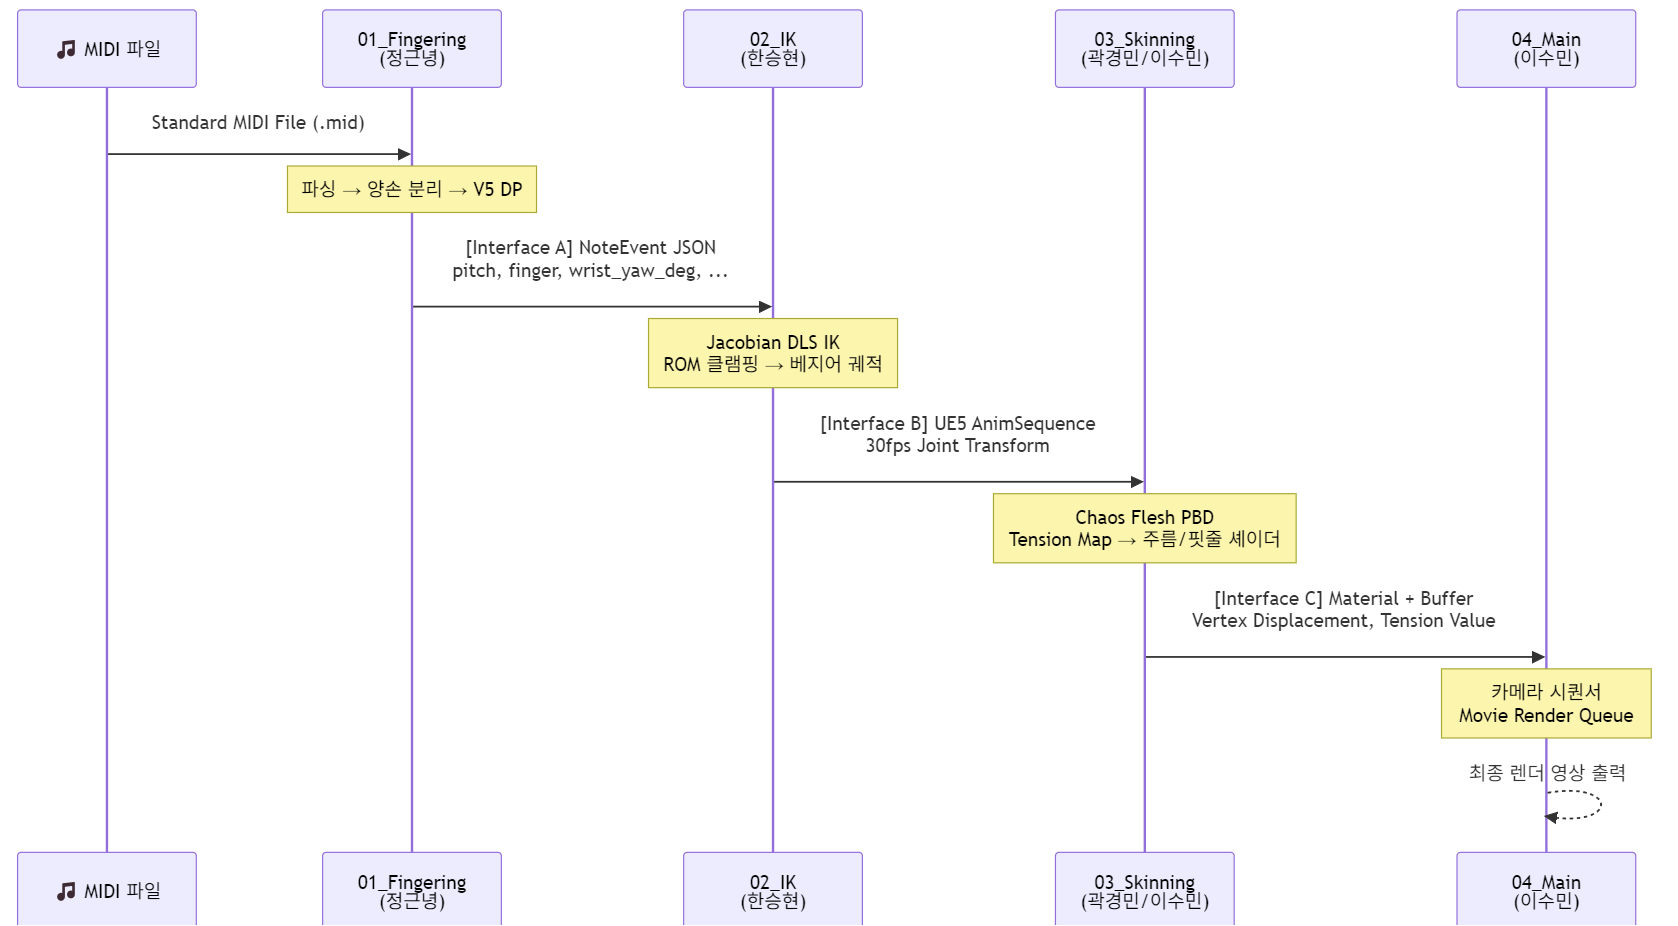 🎵 MIDI 파일
01_Fingering
(정근녕)
02_IK
(한승현)
03_Skinning
(곽경민/이수민)
04_Main
(이수민)
Standard MIDI File (.mid)
파싱 → 양손 분리 → V5 DP
[Interface A] NoteEvent JSON
pitch, finger, wrist_yaw_deg, ...
Jacobian DLS IK
ROM 클램핑 → 베지어 궤적
[Interface B] UE5 AnimSequence
30fps Joint Transform
Chaos Flesh PBD
Tension Map → 주름/핏줄 셰이더
[Interface C] Material + Buffer
Vertex Displacement, Tension Value
카메라 시퀀서
Movie Render Queue
최종 렌더 영상 출력
🎵 MIDI 파일
01_Fingering
(정근녕)
02_IK
(한승현)
03_Skinning
(곽경민/이수민)
04_Main
(이수민)